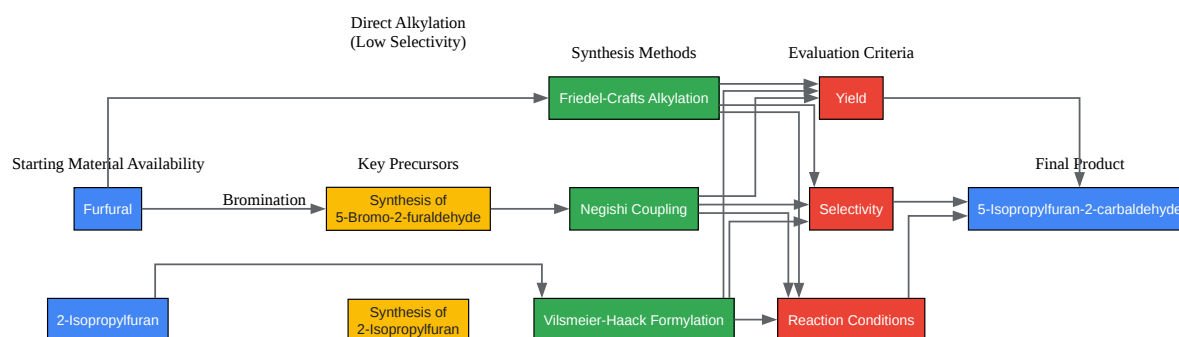 Direct Alkylation
(Low Selectivity)
Synthesis Methods
Evaluation Criteria
Friedel-Crafts Alkylation
Yield
Starting Material Availability
Key Precursors
Final Product
Furfural
Bromination
Synthesis of
5-Bromo-2-furaldehyde
Negishi Coupling
Selectivity
5-Isopropylfuran-2-carbaldehyde
2-Isopropylfuran
Synthesis of
2-Isopropylfuran
Vilsmeier-Haack Formylation
Reaction Conditions